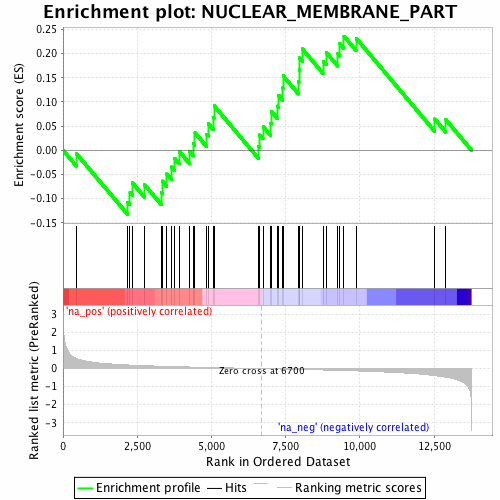 Enrichment plot: NUCLEAR_MEMBRANE_PART
Enrichment score (ES)
0.25
0.20
0.15
0.10
0.05
0.00
-0.05
-0.10
-0.15
Ranked list metric (PreRanked)
'na_pos' (positively correlated)
3
2
1
0
-1
-2
-3
Zero cross at 6700
'na_neg' (negatively correlated)
0 2,500 5,000 7,500 10,000 12,500
Rank in Ordered Dataset
Enrichment profile Hits Ranking metric scores